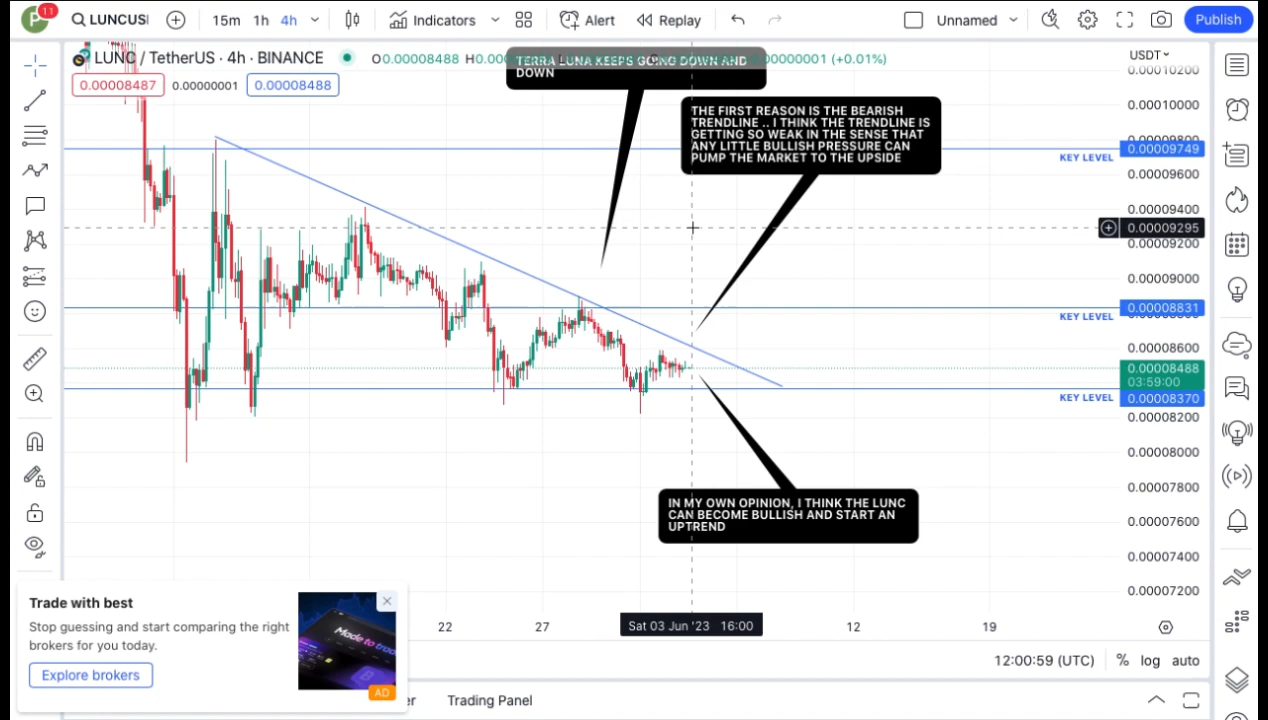 P 11 LUNCUS 15m 1h 4h Indicators Alert Replay Unnamed Publish
LUNC / TetherUS · 4h · BINANCE O0.00008488 H0.00 00000001 (+0.01%) USDT
0.00008487 0.00000001 0.00008488
TERRA LUNA KEEPS GOING DOWN AND
DOWN
THE FIRST REASON IS THE BEARISH
TRENDLINE .. I THINK THE TRENDLINE IS
GETTING SO WEAK IN THE SENSE THAT
ANY LITTLE BULLISH PRESSURE CAN
PUMP THE MARKET TO THE UPSIDE
0.00010200
0.00010000
0.00009800
0.00009749
KEY LEVEL
0.00009600
0.00009400
0.00009295
0.00009200
0.00009000
0.00008831
KEY LEVEL
0.00008600
0.00008488
03:59:00
KEY LEVEL 0.00008370
0.00008200
0.00008000
0.00007800
0.00007600
0.00007400
0.00007200
IN MY OWN OPINION, I THINK THE LUNC
CAN BECOME BULLISH AND START AN
UPTREND
Trade with best
Stop guessing and start comparing the right
brokers for you today.
Explore brokers
Made to trad
AD
22 27 Sat 03 Jun '23 16:00 12 19
12:00:59 (UTC) % log auto
er Trading Panel